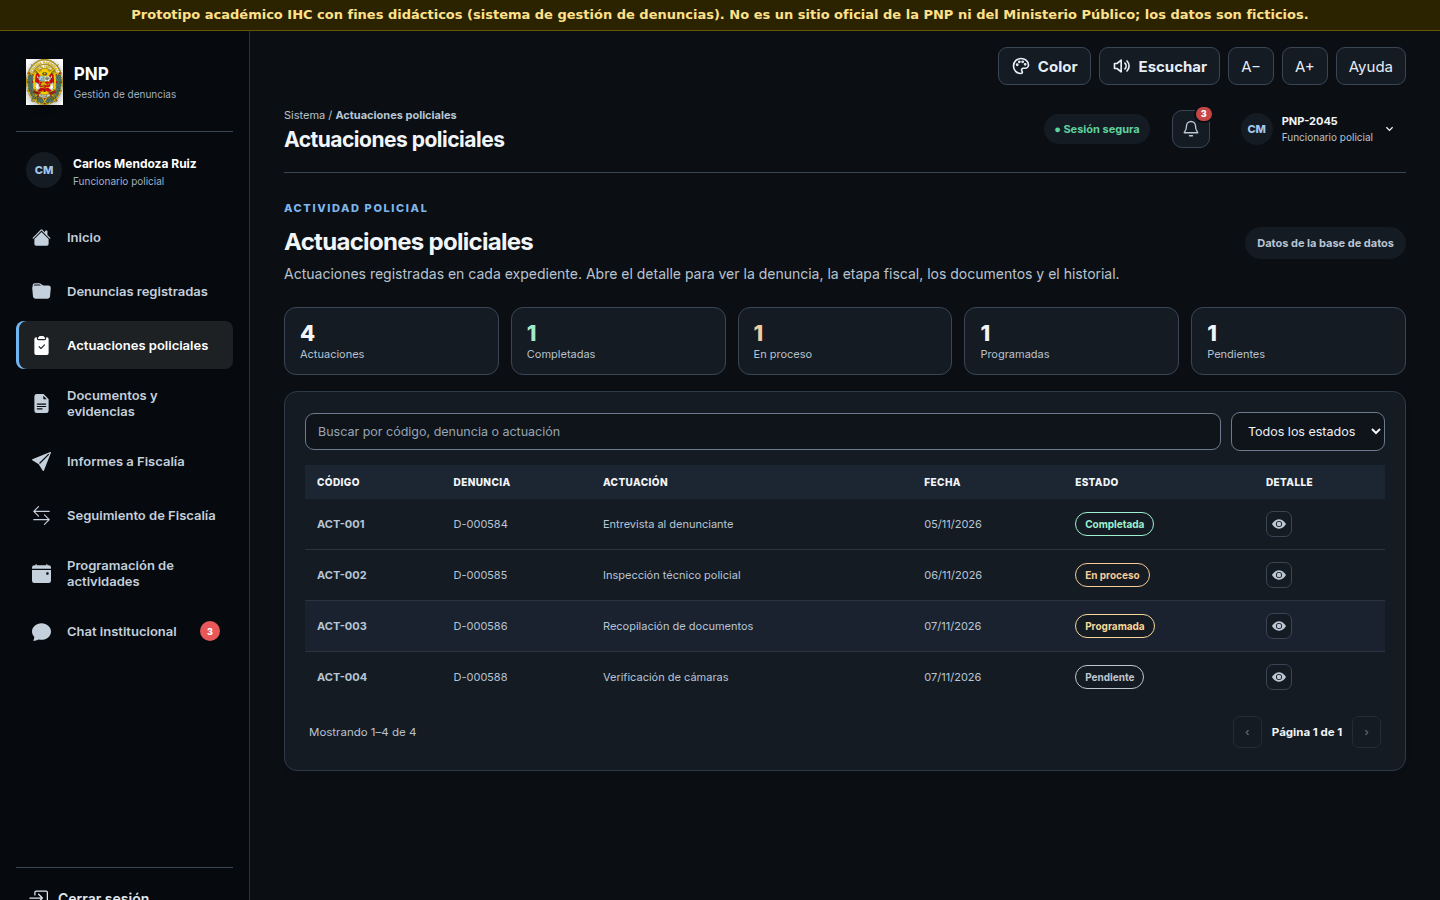 Prototipo académico IHC con fines didácticos (sistema de gestión de denuncias). No es un sitio oficial de la PNP ni del Ministerio Público; los datos son ficticios.
PNP
Gestión de denuncias
Carlos Mendoza Ruiz
CM
Funcionario policial
Inicio
Denuncias registradas
Actuaciones policiales
Documentos y
evidencias
Informes a Fiscalía
Seguimiento de Fiscalía
Programación de
actividades
Chat institucional 3
Cerrar sesión
Color Escuchar A− A+ Ayuda
Sistema / Actuaciones policiales
Actuaciones policiales
● Sesión segura
3
CM
PNP-2045
Funcionario policial
ACTIVIDAD POLICIAL
Actuaciones policiales
Datos de la base de datos
Actuaciones registradas en cada expediente. Abre el detalle para ver la denuncia, la etapa fiscal, los documentos y el historial.
4
Actuaciones
1
Completadas
1
En proceso
1
Programadas
1
Pendientes
Buscar por código, denuncia o actuación
Todos los estados
CÓDIGO DENUNCIA ACTUACIÓN FECHA ESTADO DETALLE
ACT-001 D-000584 Entrevista al denunciante 05/11/2026 Completada
ACT-002 D-000585 Inspección técnico policial 06/11/2026 En proceso
ACT-003 D-000586 Recopilación de documentos 07/11/2026 Programada
ACT-004 D-000588 Verificación de cámaras 07/11/2026 Pendiente
Mostrando 1–4 de 4
‹ Página 1 de 1 ›